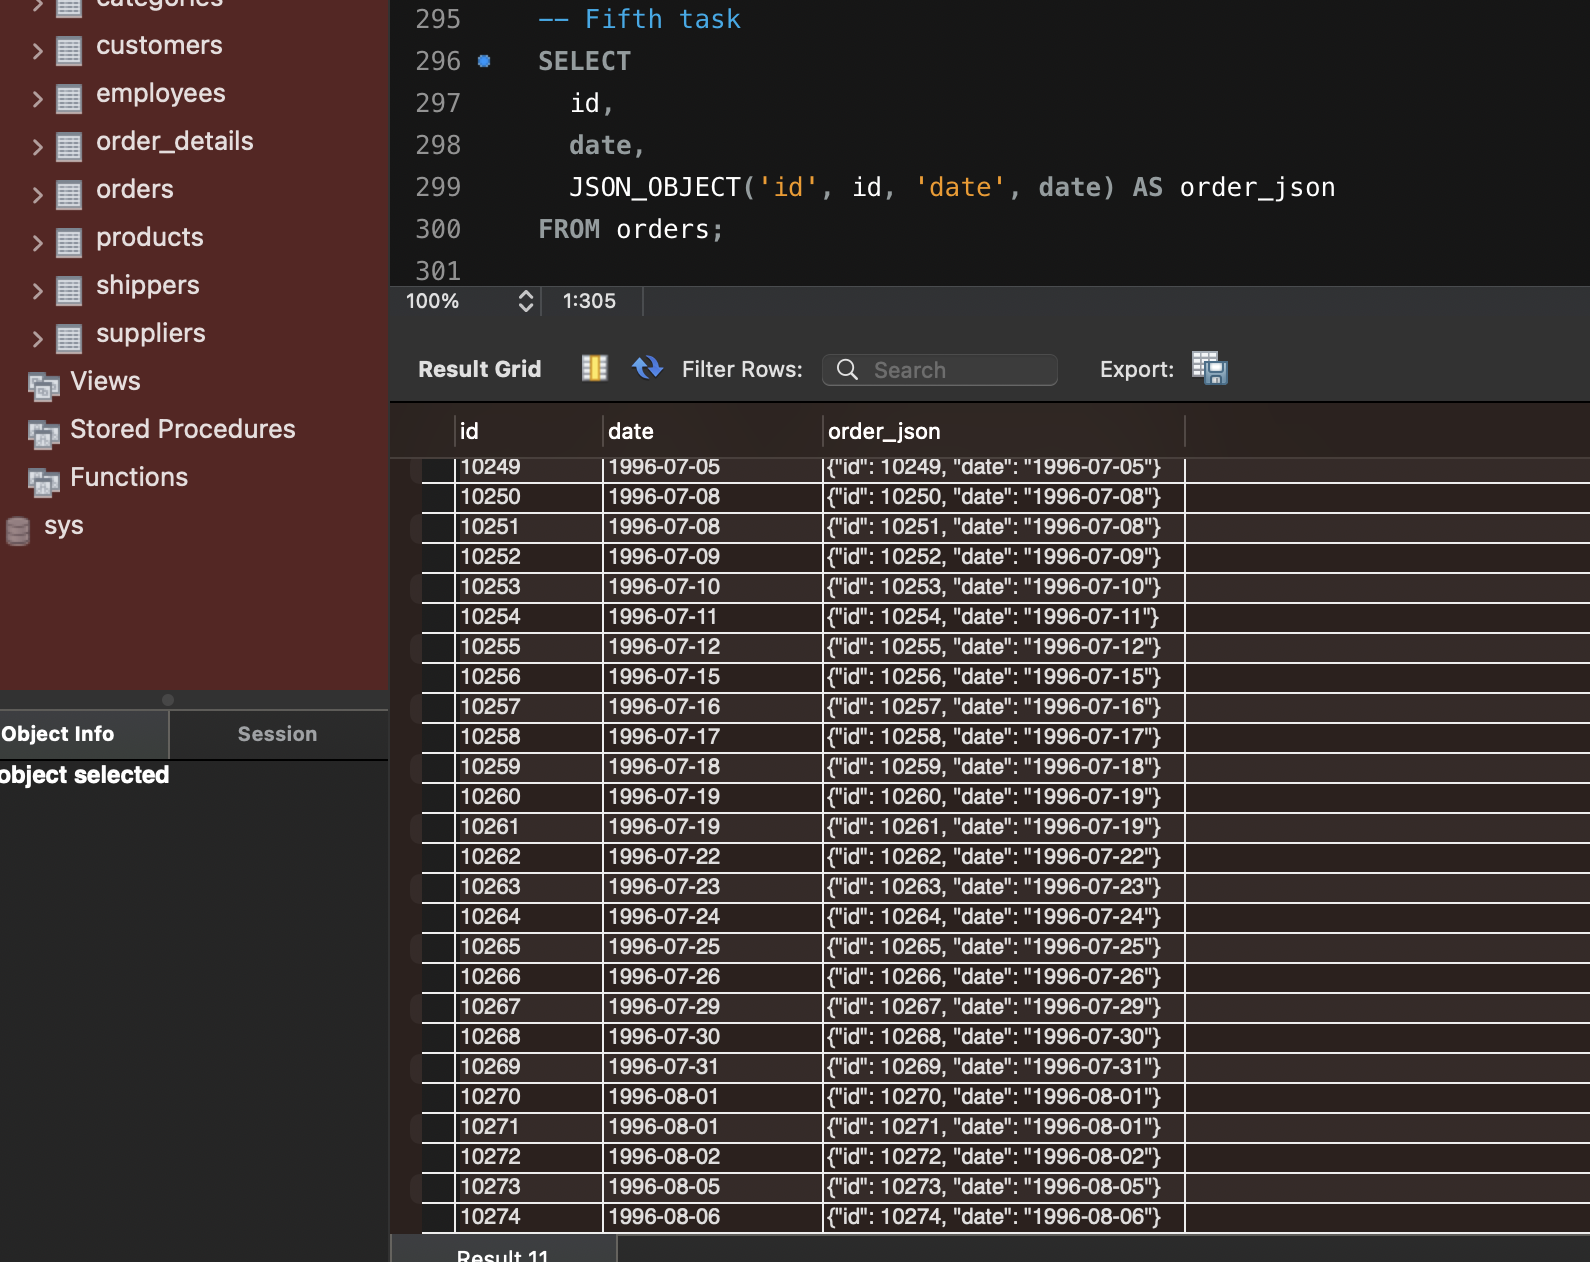 categories
customers
employees
order_details
orders
products
shippers
suppliers
Views
Stored Procedures
Functions
sys
Object Info Session
object selected
295 -- Fifth task
296 SELECT
297 id,
298 date,
299 JSON_OBJECT('id', id, 'date', date) AS order_json
300 FROM orders;
301
100% 1:305
Result Grid Filter Rows: Search Export:
id date order_json
10249 1996-07-05 {"id": 10249, "date": "1996-07-05"}
10250 1996-07-08 {"id": 10250, "date": "1996-07-08"}
10251 1996-07-08 {"id": 10251, "date": "1996-07-08"}
10252 1996-07-09 {"id": 10252, "date": "1996-07-09"}
10253 1996-07-10 {"id": 10253, "date": "1996-07-10"}
10254 1996-07-11 {"id": 10254, "date": "1996-07-11"}
10255 1996-07-12 {"id": 10255, "date": "1996-07-12"}
10256 1996-07-15 {"id": 10256, "date": "1996-07-15"}
10257 1996-07-16 {"id": 10257, "date": "1996-07-16"}
10258 1996-07-17 {"id": 10258, "date": "1996-07-17"}
10259 1996-07-18 {"id": 10259, "date": "1996-07-18"}
10260 1996-07-19 {"id": 10260, "date": "1996-07-19"}
10261 1996-07-19 {"id": 10261, "date": "1996-07-19"}
10262 1996-07-22 {"id": 10262, "date": "1996-07-22"}
10263 1996-07-23 {"id": 10263, "date": "1996-07-23"}
10264 1996-07-24 {"id": 10264, "date": "1996-07-24"}
10265 1996-07-25 {"id": 10265, "date": "1996-07-25"}
10266 1996-07-26 {"id": 10266, "date": "1996-07-26"}
10267 1996-07-29 {"id": 10267, "date": "1996-07-29"}
10268 1996-07-30 {"id": 10268, "date": "1996-07-30"}
10269 1996-07-31 {"id": 10269, "date": "1996-07-31"}
10270 1996-08-01 {"id": 10270, "date": "1996-08-01"}
10271 1996-08-01 {"id": 10271, "date": "1996-08-01"}
10272 1996-08-02 {"id": 10272, "date": "1996-08-02"}
10273 1996-08-05 {"id": 10273, "date": "1996-08-05"}
10274 1996-08-06 {"id": 10274, "date": "1996-08-06"}
Result 11